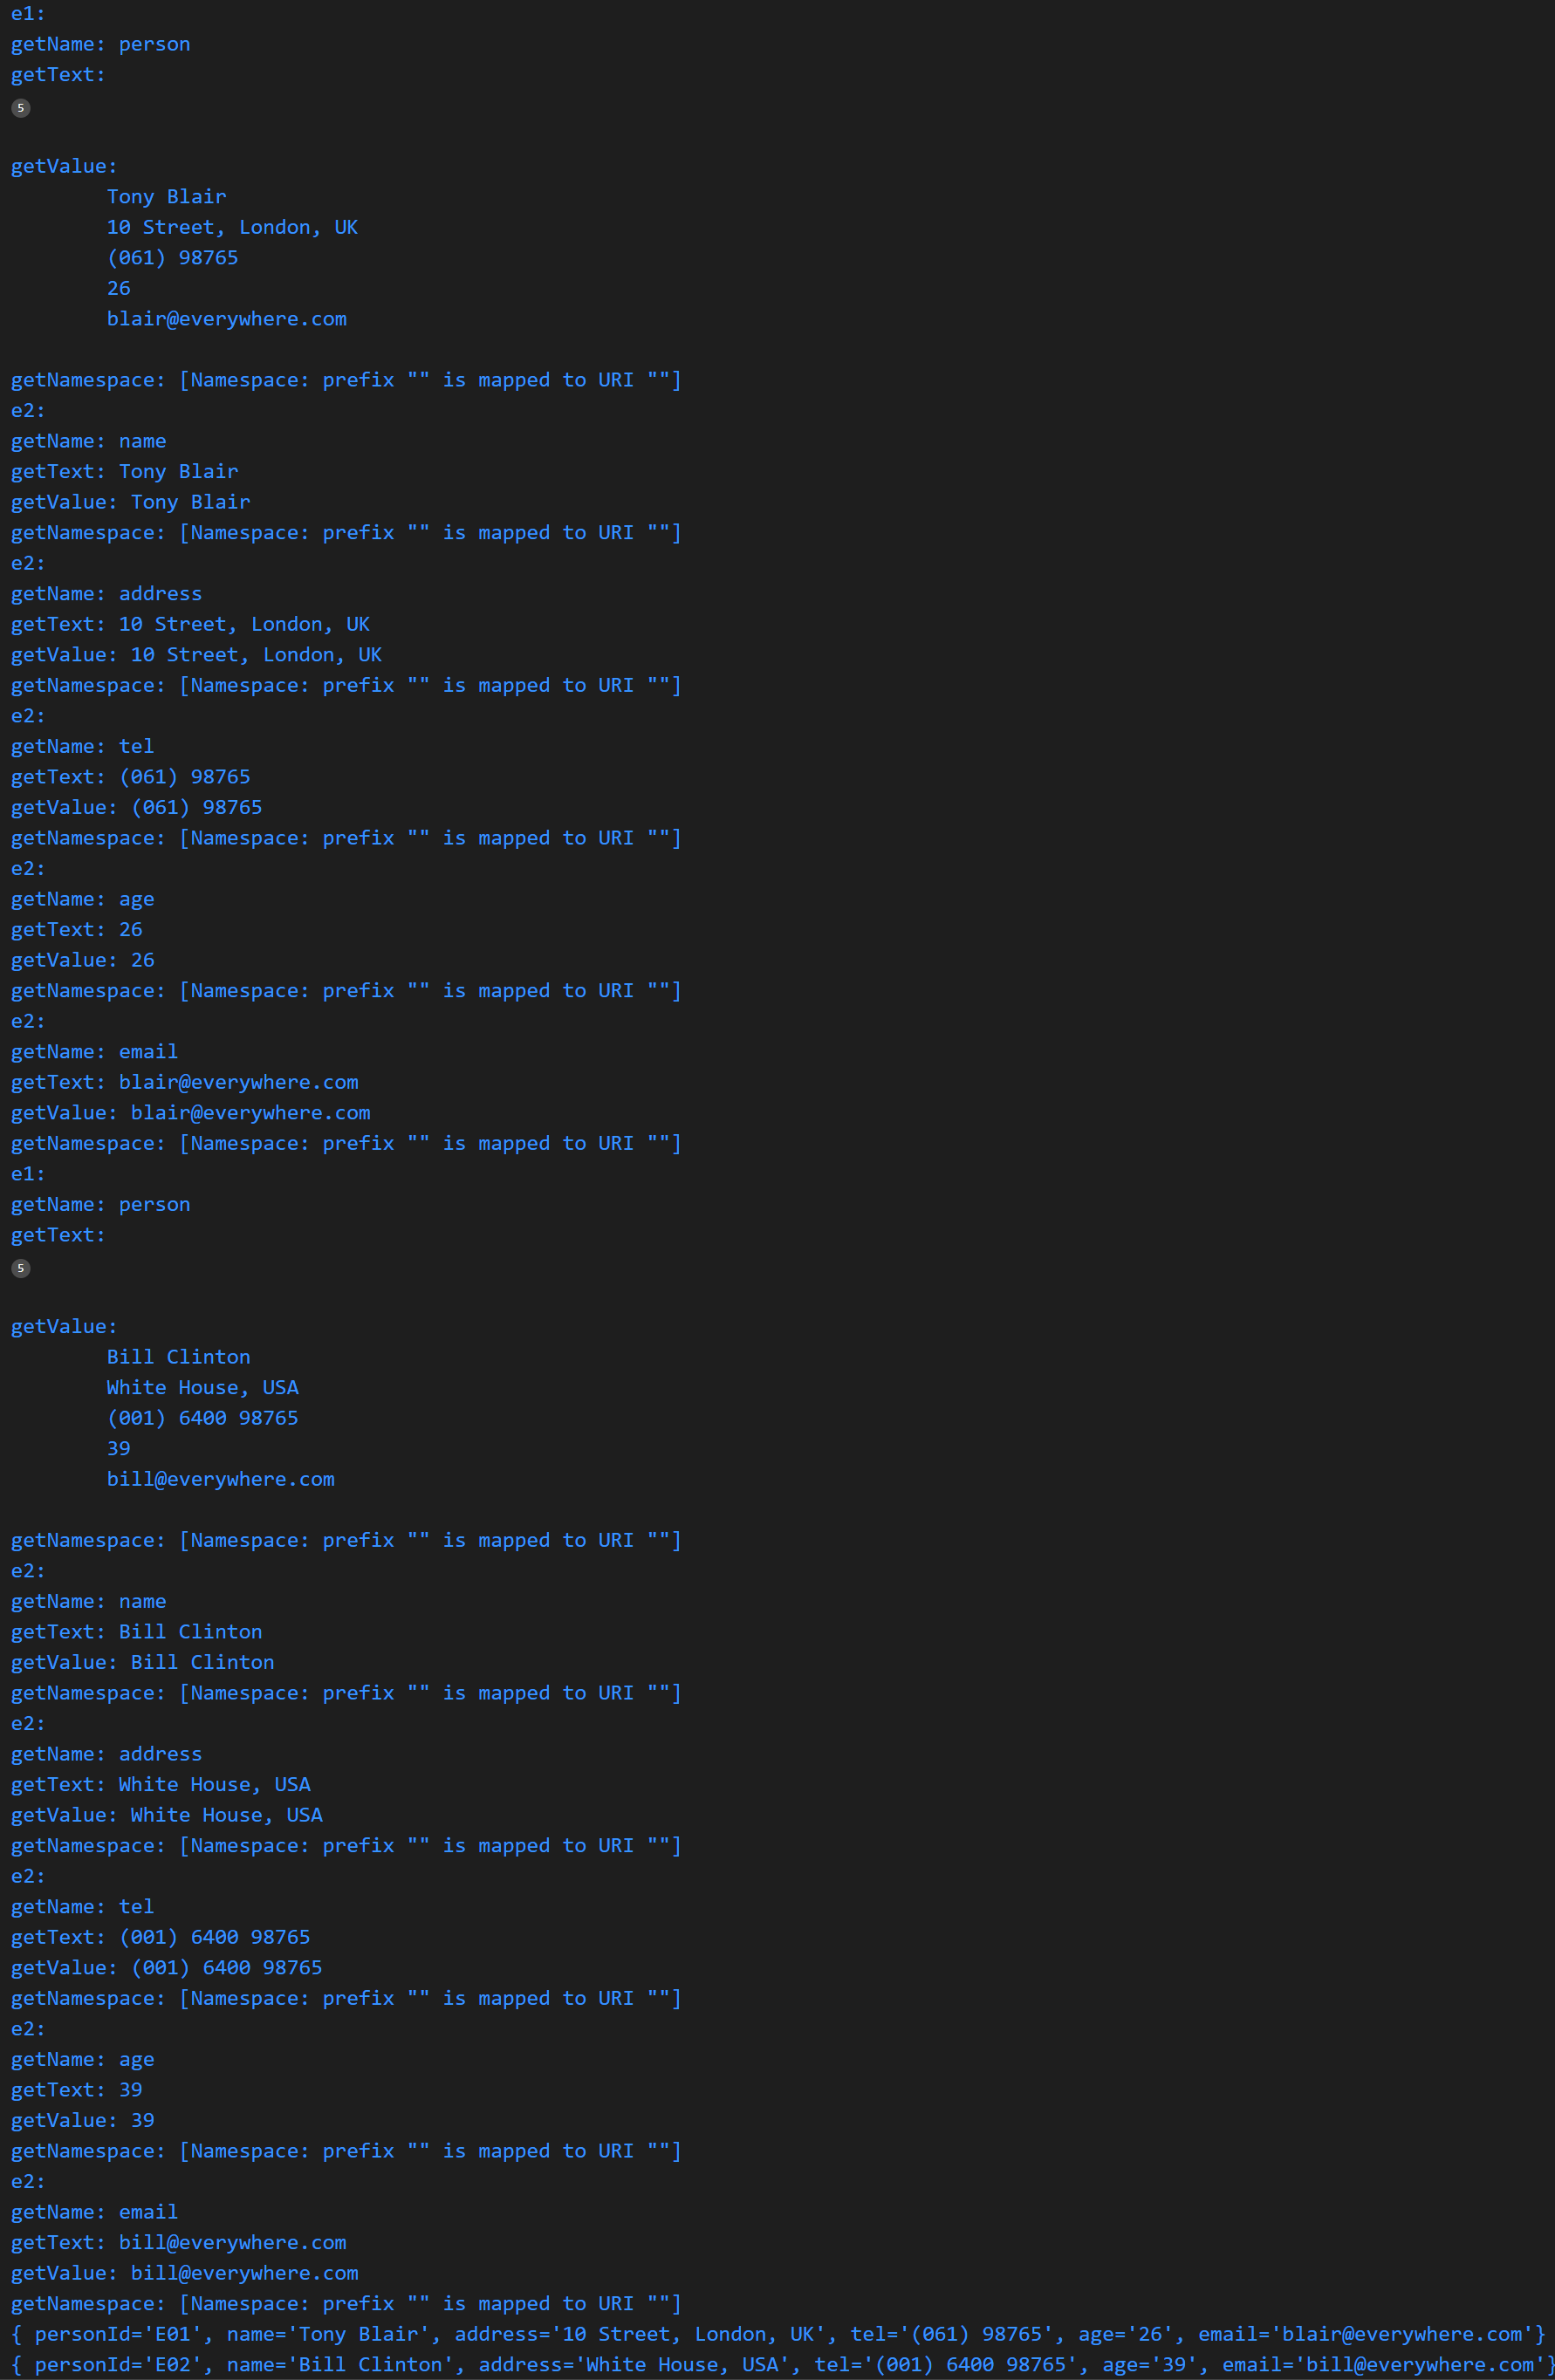 e1:
getName: person
getText:
5
getValue:
Tony Blair
10 Street, London, UK
(061) 98765
26
blair@everywhere.com
getNamespace: [Namespace: prefix "" is mapped to URI ""]
e2:
getName: name
getText: Tony Blair
getValue: Tony Blair
getNamespace: [Namespace: prefix "" is mapped to URI ""]
e2:
getName: address
getText: 10 Street, London, UK
getValue: 10 Street, London, UK
getNamespace: [Namespace: prefix "" is mapped to URI ""]
e2:
getName: tel
getText: (061) 98765
getValue: (061) 98765
getNamespace: [Namespace: prefix "" is mapped to URI ""]
e2:
getName: age
getText: 26
getValue: 26
getNamespace: [Namespace: prefix "" is mapped to URI ""]
e2:
getName: email
getText: blair@everywhere.com
getValue: blair@everywhere.com
getNamespace: [Namespace: prefix "" is mapped to URI ""]
e1:
getName: person
getText:
5
getValue:
Bill Clinton
White House, USA
(001) 6400 98765
39
bill@everywhere.com
getNamespace: [Namespace: prefix "" is mapped to URI ""]
e2:
getName: name
getText: Bill Clinton
getValue: Bill Clinton
getNamespace: [Namespace: prefix "" is mapped to URI ""]
e2:
getName: address
getText: White House, USA
getValue: White House, USA
getNamespace: [Namespace: prefix "" is mapped to URI ""]
e2:
getName: tel
getText: (001) 6400 98765
getValue: (001) 6400 98765
getNamespace: [Namespace: prefix "" is mapped to URI ""]
e2:
getName: age
getText: 39
getValue: 39
getNamespace: [Namespace: prefix "" is mapped to URI ""]
e2:
getName: email
getText: bill@everywhere.com
getValue: bill@everywhere.com
getNamespace: [Namespace: prefix "" is mapped to URI ""]
{ personId='E01', name='Tony Blair', address='10 Street, London, UK', tel='(061) 98765', age='26', email='blair@everywhere.com'}
{ personId='E02', name='Bill Clinton', address='White House, USA', tel='(001) 6400 98765', age='39', email='bill@everywhere.com'}